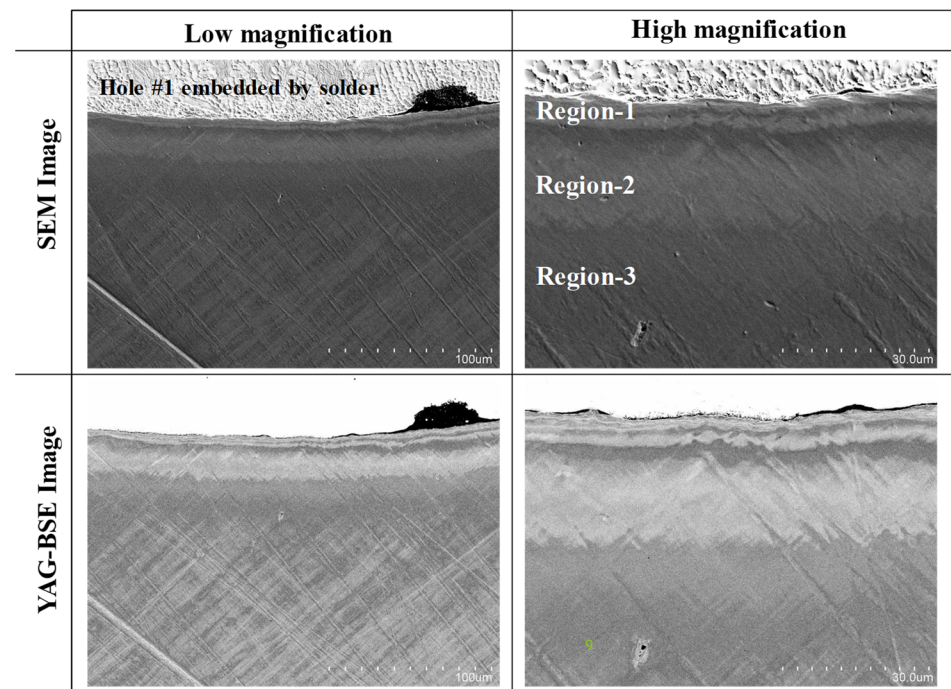 Low magnification
High magnification
SEM Image
Hole #1 embedded by solder
100um
Region-1
Region-2
Region-3
30.0um
YAG-BSE Image
100um
9
30.0um